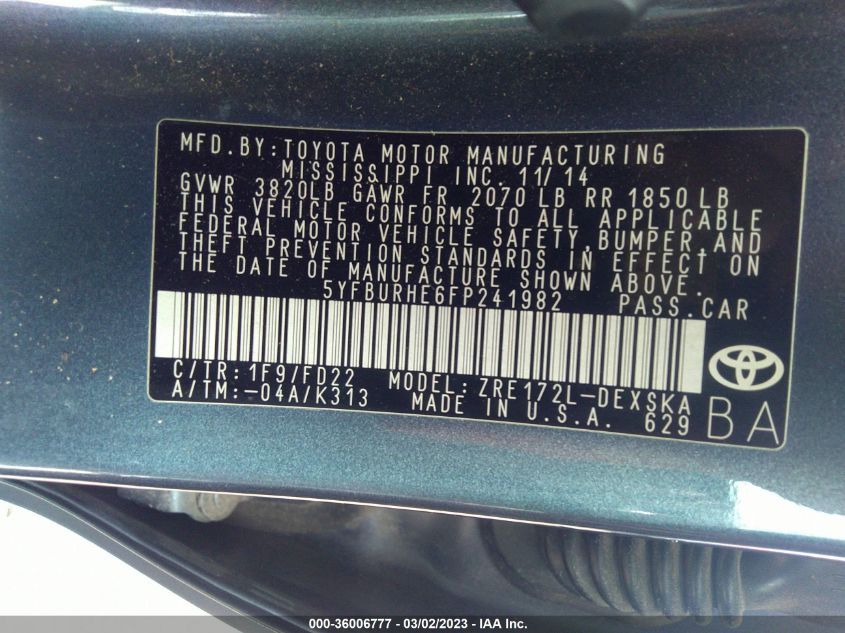 MFD. BY: TOYOTA MOTOR MANUFACTURING
MISSISSIPPI INC. 11/14
GVWR 3820LB GAWR FR 2070 LB RR 1850 LB
THIS VEHICLE CONFORMS TO ALL APPLICABLE
FEDERAL MOTOR VEHICLE SAFETY, BUMPER, AND
THEFT PREVENTION STANDARDS IN EFFECT ON
THE DATE OF MANUFACTURE SHOWN ABOVE.
5YFBURHE6FP241982 PASS. CAR
C/TR: 1F9/FD22 MODEL: ZRE172L-DEXSKA
A/TM: -04A/K313 MADE IN U.S.A. 629
BA
000-36006777 - 03/02/2023 - IAA Inc.